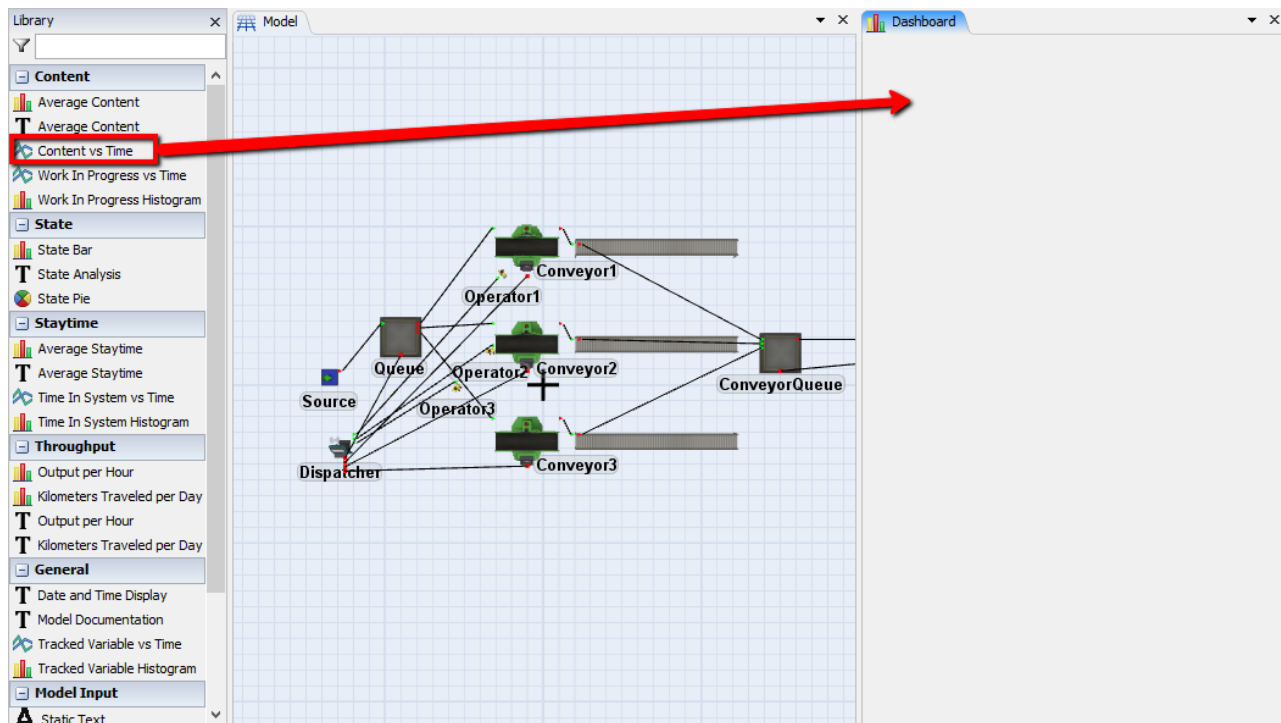 Library
Model
Dashboard
Content
Average Content
T Average Content
Content vs Time
Work In Progress vs Time
Work In Progress Histogram
State
State Bar
T State Analysis
State Pie
Staytime
Average Staytime
T Average Staytime
Time In System vs Time
Time In System Histogram
Throughput
Output per Hour
Kilometers Traveled per Day
T Output per Hour
T Kilometers Traveled per Day
General
T Date and Time Display
T Model Documentation
Tracked Variable vs Time
Tracked Variable Histogram
Model Input
A Static Text
Conveyor1
Operator1
Queue
Operator2
Conveyor2
ConveyorQueue
Source
Operator3
Dispatcher
Conveyor3